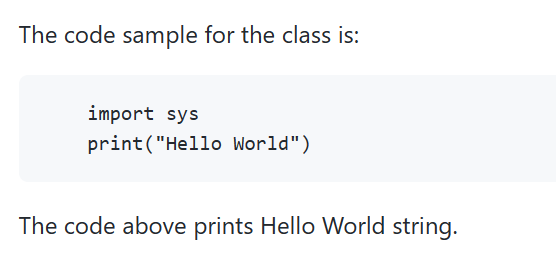 The code sample for the class is:
import sys
print("Hello World")
The code above prints Hello World string.